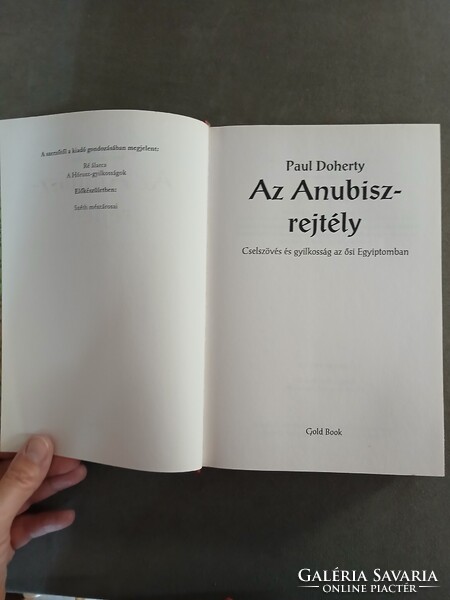 A szerzőtől a kiadó gondozásában megjelent:
Ré álarca
A Hórusz-gyilkosságok
Előkészületben:
Széth mészárosai
Paul Doherty
Az Anubisz-
rejtély
Cselszövés és gyilkosság az ősi Egyiptomban
Gold Book
GALÉRIA SAVARIA
ONLINE PIACTÉR